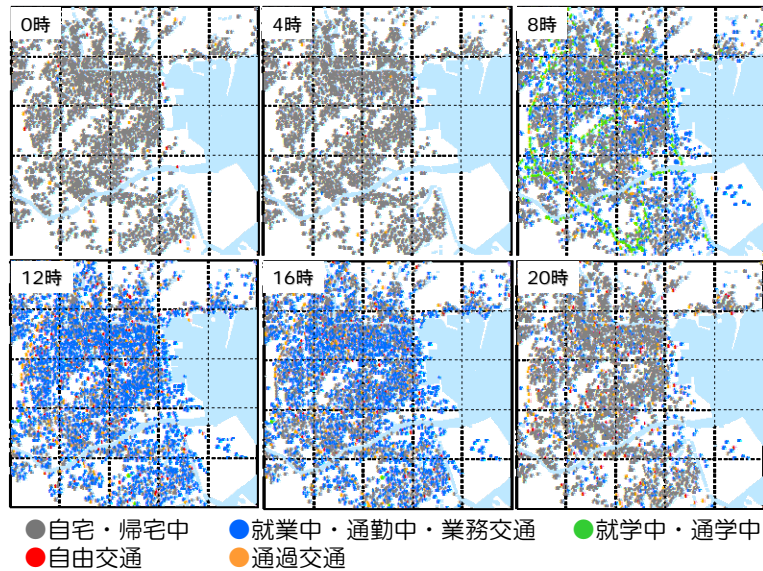 0時
4時
8時
12時
16時
20時
自宅・帰宅中
就業中・通勤中・業務交通
就学中・通学中
自由交通
通過交通